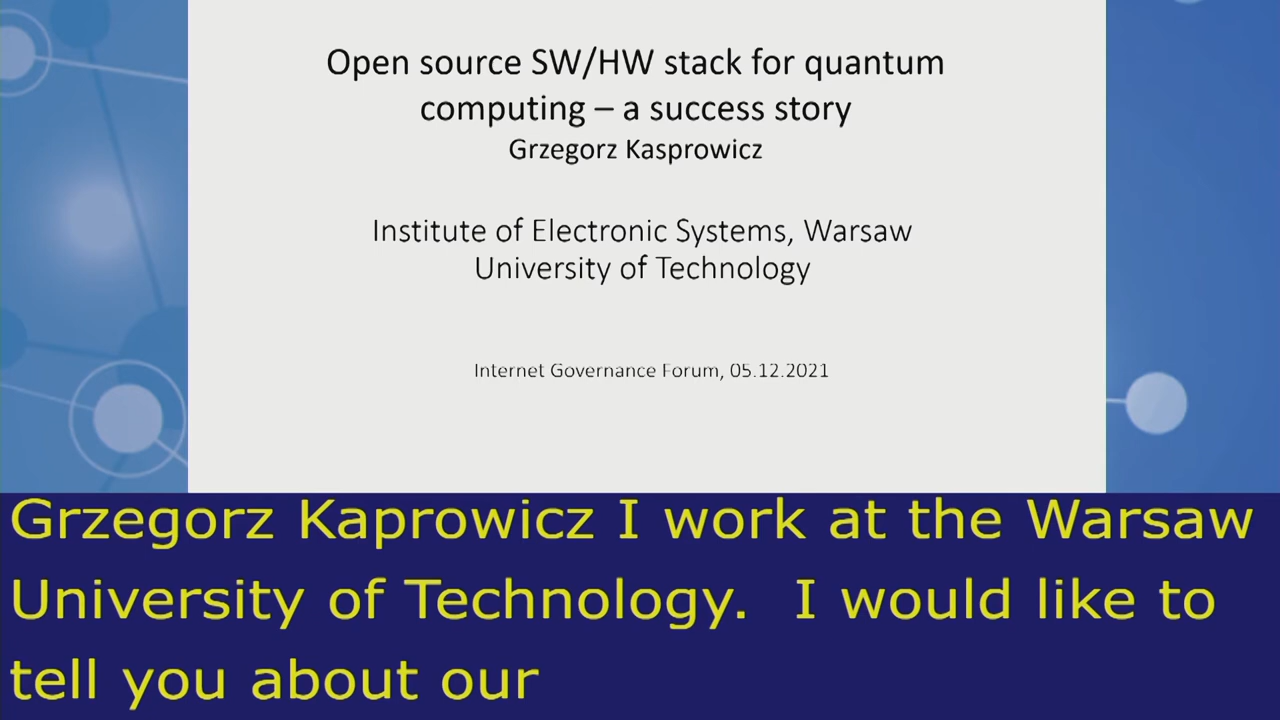 Open source SW/HW stack for quantum
computing – a success story
Grzegorz Kasprowicz
Institute of Electronic Systems, Warsaw
University of Technology
Internet Governance Forum, 05.12.2021
Grzegorz Kaprowicz I work at the Warsaw
University of Technology.  I would like to
tell you about our